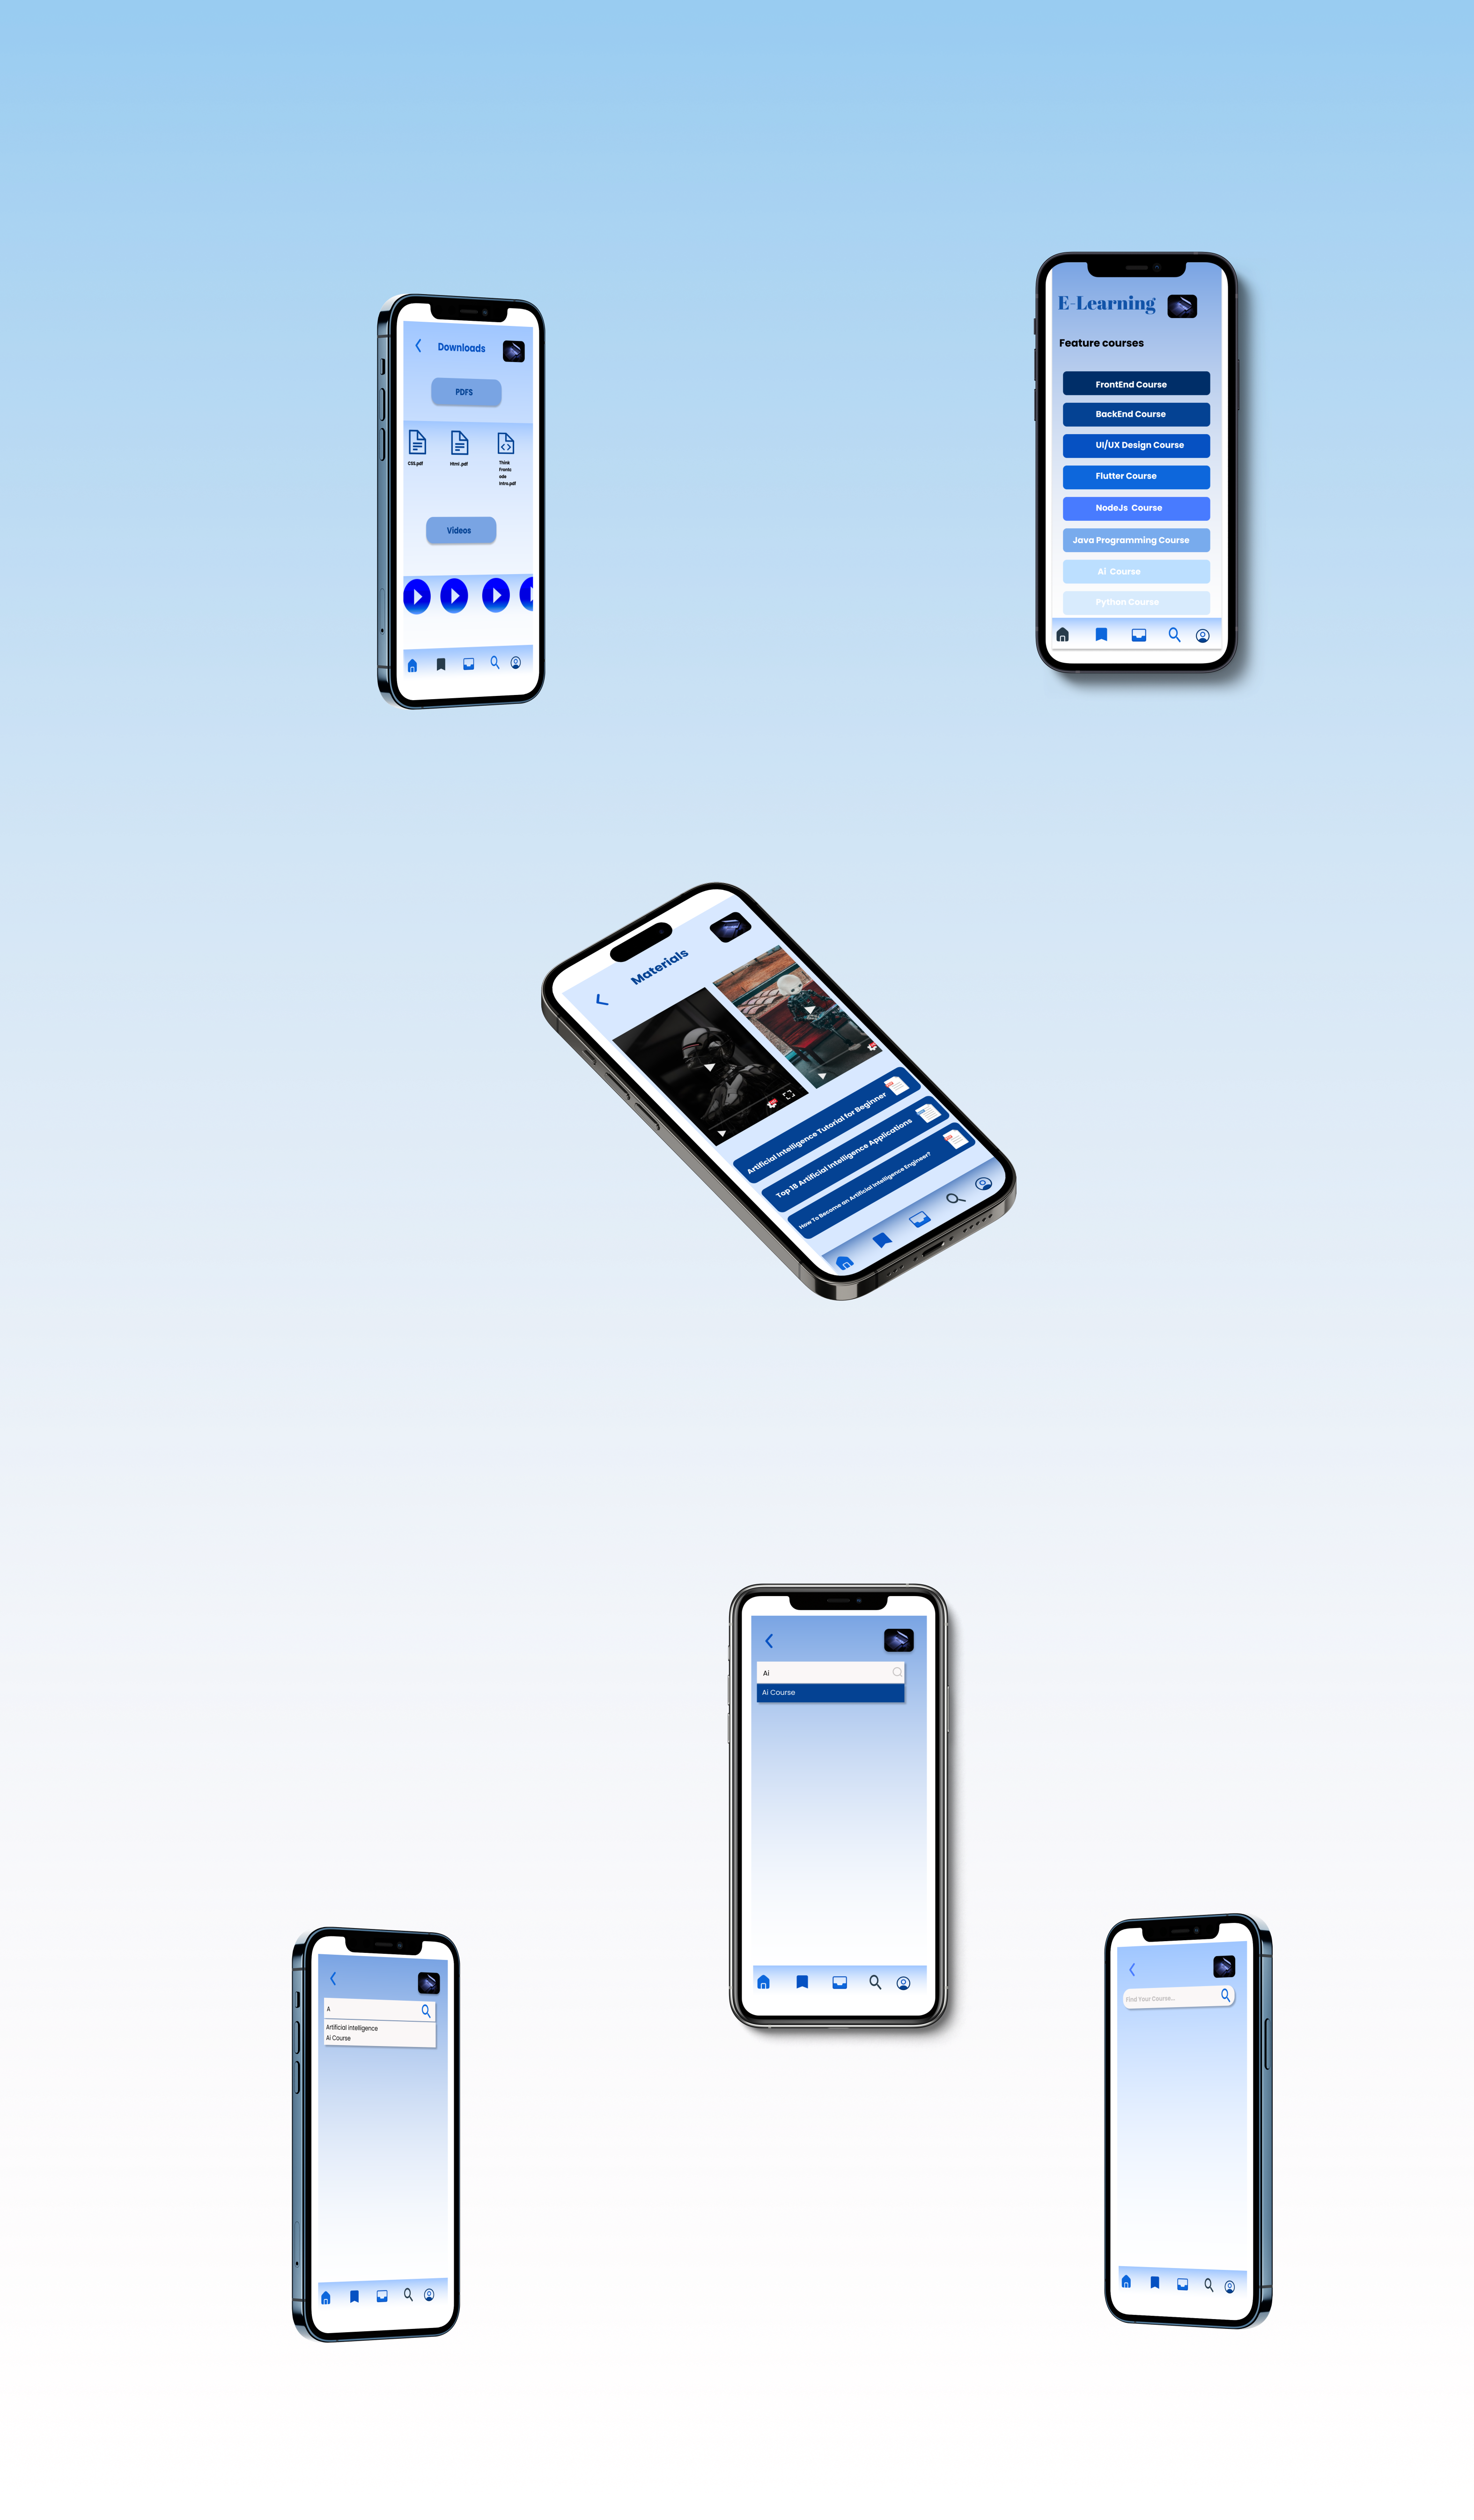 Downloads
PDFS
CSS.pdf
Html .pdf
Think
Frontc
ode
Intro.pdf
Videos
E-Learning
Feature courses
FrontEnd Course
BackEnd Course
UI/UX Design Course
Flutter Course
NodeJs Course
Java Programming Course
Ai Course
Python Course
Materials
Artificial Intelligence Tutorial for Beginner
Top 18 Artificial Intelligence Applications
How To Become an Artificial Intelligence Engineer?
Ai
Ai Course
A
Artificial intelligence
Ai Course
Find Your Course...